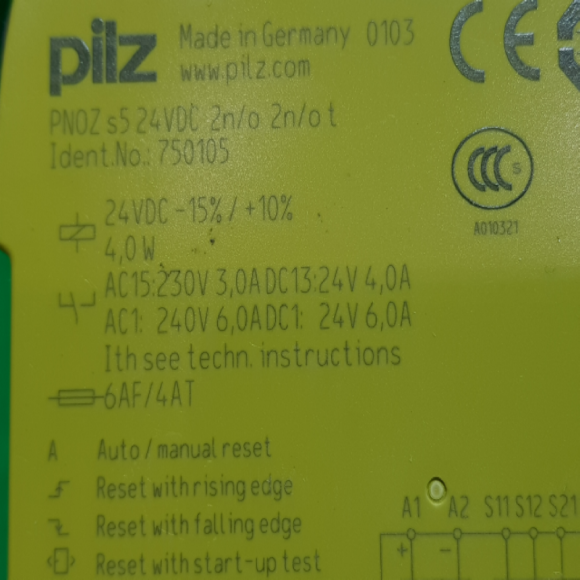 pilz Made in Germany 0103
www.pilz.com CE
PNOZ s5 24VDC 2n/o 2n/o t
Ident.No.: 750105
CCC S
A010321
24VDC -15% / +10%
4,0W
AC15:230V 3,0A DC13:24V 4,0A
AC1: 240V 6,0A DC1: 24V 6,0A
Ith see techn. instructions
6AF/4AT
A Auto / manual reset
Reset with rising edge
Reset with falling edge
Reset with start-up test
A1 A2 S11 S12 S21
+ -